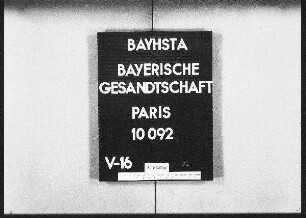 BAYHSTA
BAYERISCHE
GESANDTSCHAFT
PARIS
10 092
V-16